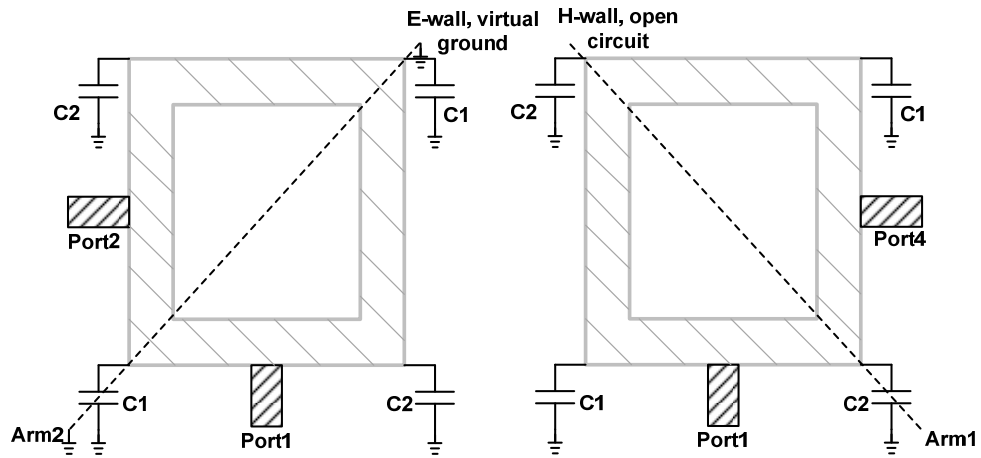 E-wall, virtual
ground
H-wall, open
circuit
C2
C1
C2
C1
Port2
Port4
C1
C2
C1
C2
Arm2
Port1
Port1
Arm1